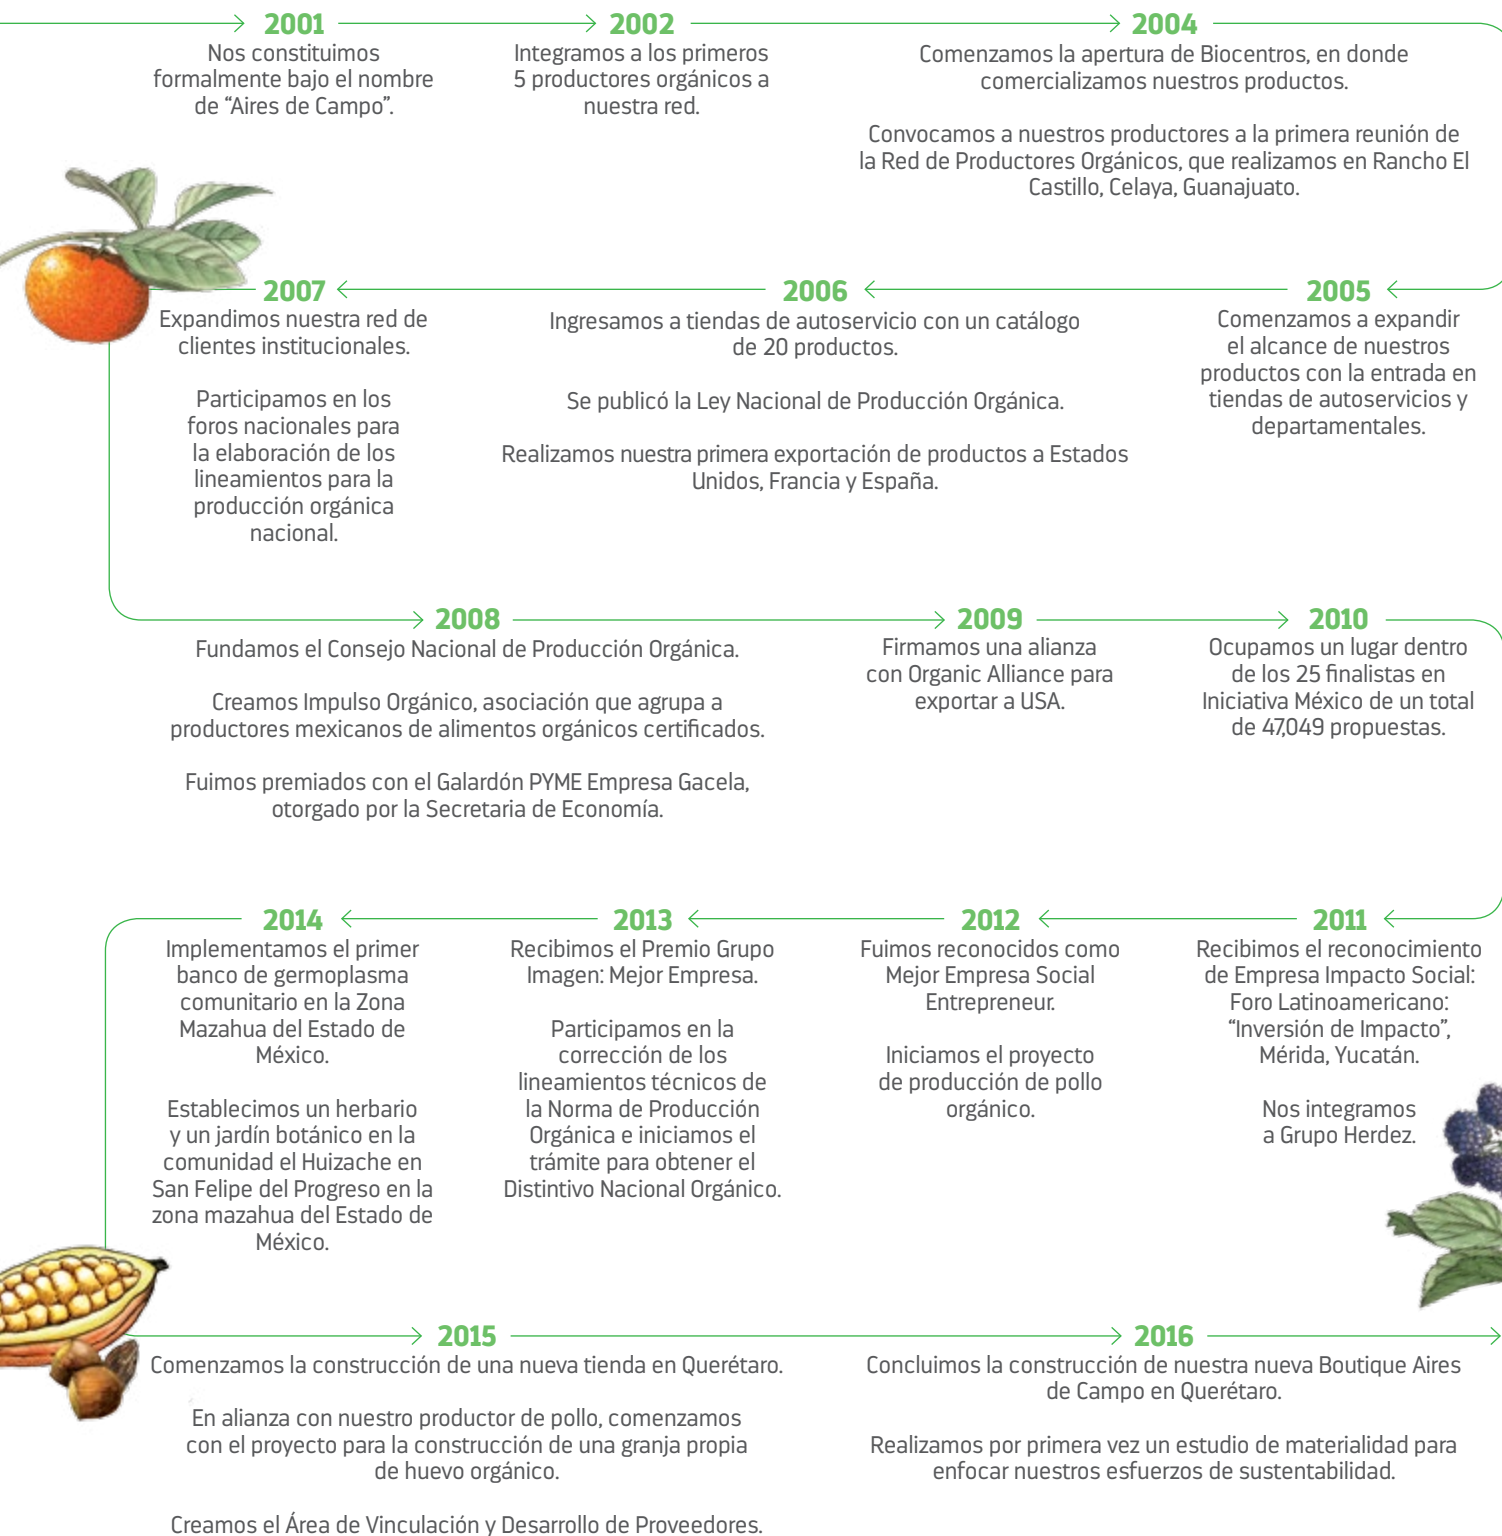 2001
Nos constituimos
formalmente bajo el nombre
de “Aires de Campo”.
2002
Integramos a los primeros
5 productores orgánicos a
nuestra red.
2004
Comenzamos la apertura de Biocentros, en donde
comercializamos nuestros productos.
Convocamos a nuestros productores a la primera reunión de
la Red de Productores Orgánicos, que realizamos en Rancho El
Castillo, Celaya, Guanajuato.
2005
Comenzamos a expandir
el alcance de nuestros
productos con la entrada en
tiendas de autoservicios y
departamentales.
2006
Ingresamos a tiendas de autoservicio con un catálogo
de 20 productos.
Se publicó la Ley Nacional de Producción Orgánica.
Realizamos nuestra primera exportación de productos a Estados
Unidos, Francia y España.
2007
Expandimos nuestra red de
clientes institucionales.
Participamos en los
foros nacionales para
la elaboración de los
lineamientos para la
producción orgánica
nacional.
2008
Fundamos el Consejo Nacional de Producción Orgánica.
Creamos Impulso Orgánico, asociación que agrupa a
productores mexicanos de alimentos orgánicos certificados.
Fuimos premiados con el Galardón PYME Empresa Gacela,
otorgado por la Secretaria de Economía.
2009
Firmamos una alianza
con Organic Alliance para
exportar a USA.
2010
Ocupamos un lugar dentro
de los 25 finalistas en
Iniciativa México de un total
de 47,049 propuestas.
2011
Recibimos el reconocimiento
de Empresa Impacto Social:
Foro Latinoamericano:
“Inversión de Impacto”,
Mérida, Yucatán.
Nos integramos
a Grupo Herdez.
2012
Fuimos reconocidos como
Mejor Empresa Social
Entrepreneur.
Iniciamos el proyecto
de producción de pollo
orgánico.
2013
Recibimos el Premio Grupo
Imagen: Mejor Empresa.
Participamos en la
corrección de los
lineamientos técnicos de
la Norma de Producción
Orgánica e iniciamos el
trámite para obtener el
Distintivo Nacional Orgánico.
2014
Implementamos el primer
banco de germoplasma
comunitario en la Zona
Mazahua del Estado de
México.
Establecimos un herbario
y un jardín botánico en la
comunidad el Huizache en
San Felipe del Progreso en la
zona mazahua del Estado de
México.
2015
Comenzamos la construcción de una nueva tienda en Querétaro.
En alianza con nuestro productor de pollo, comenzamos
con el proyecto para la construcción de una granja propia
de huevo orgánico.
Creamos el Área de Vinculación y Desarrollo de Proveedores.
2016
Concluimos la construcción de nuestra nueva Boutique Aires
de Campo en Querétaro.
Realizamos por primera vez un estudio de materialidad para
enfocar nuestros esfuerzos de sustentabilidad.